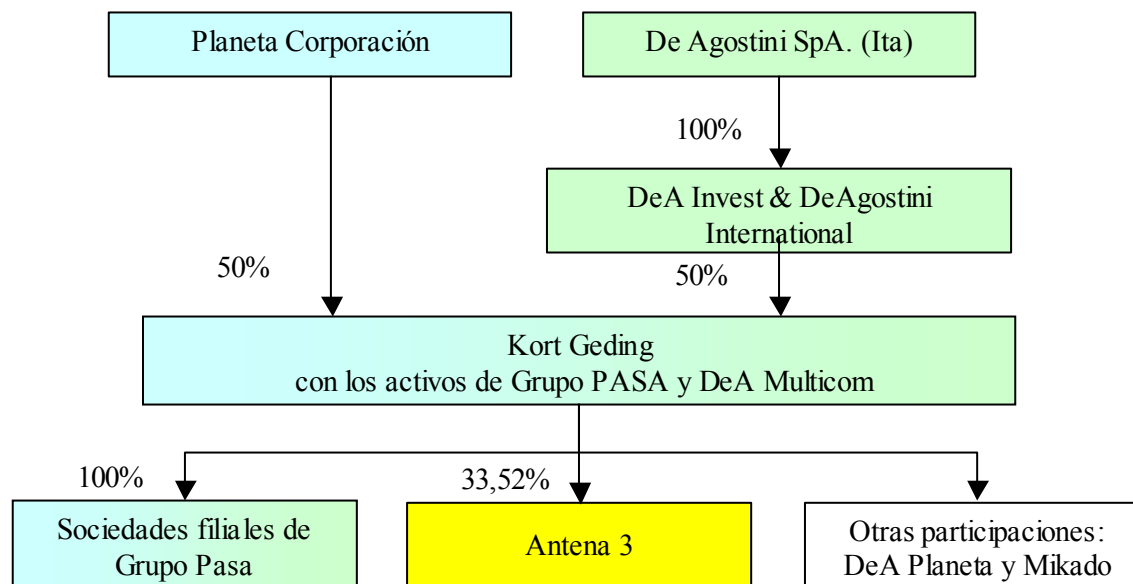 Planeta Corporación
De Agostini SpA. (Ita)
100%
DeA Invest & DeAgostini
International
50%
50%
Kort Geding
con los activos de Grupo PASA y DeA Multicom
100%
33,52%
Sociedades filiales de
Grupo Pasa
Antena 3
Otras participaciones:
DeA Planeta y Mikado